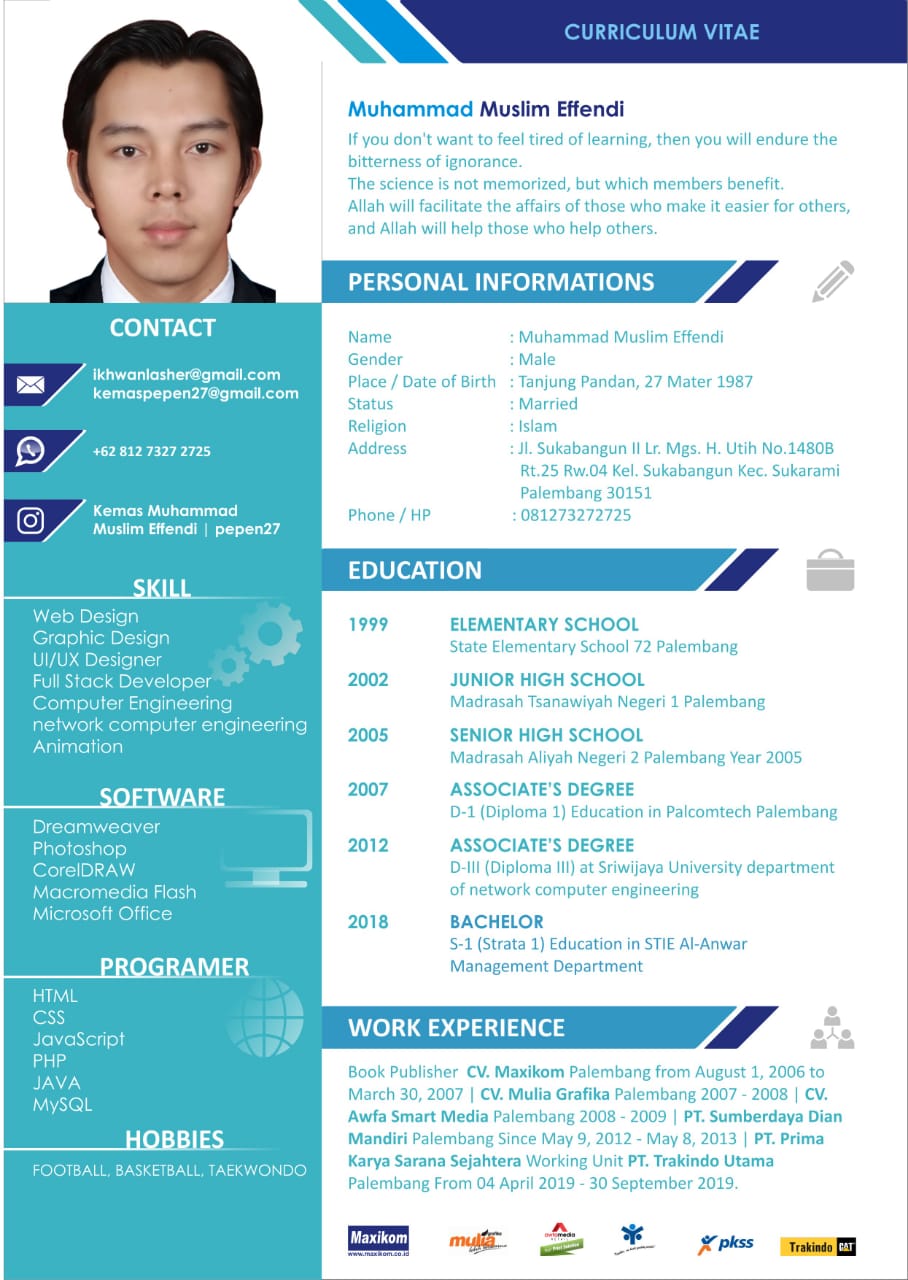 CURRICULUM VITAE
Muhammad Muslim Effendi
If you don't want to feel tired of learning, then you will endure the
bitterness of ignorance.
The science is not memorized, but which members benefit.
Allah will facilitate the affairs of those who make it easier for others,
and Allah will help those who help others.
CONTACT
ikhwanlasher@gmail.com
kemaspepen27@gmail.com
+62 812 7327 2725
Kemas Muhammad
Muslim Effendi | pepen27
SKILL
Web Design
Graphic Design
UI/UX Designer
Full Stack Developer
Computer Engineering
network computer engineering
Animation
SOFTWARE
Dreamweaver
Photoshop
CorelDRAW
Macromedia Flash
Microsoft Office
PROGRAMER
HTML
CSS
JavaScript
PHP
JAVA
MySQL
HOBBIES
FOOTBALL, BASKETBALL, TAEKWONDO
PERSONAL INFORMATIONS
Name : Muhammad Muslim Effendi
Gender : Male
Place / Date of Birth : Tanjung Pandan, 27 Mater 1987
Status : Married
Religion : Islam
Address : Jl. Sukabangun II Lr. Mgs. H. Utih No.1480B
Rt.25 Rw.04 Kel. Sukabangun Kec. Sukarami
Palembang 30151
Phone / HP : 081273272725
EDUCATION
1999 ELEMENTARY SCHOOL
State Elementary School 72 Palembang
2002 JUNIOR HIGH SCHOOL
Madrasah Tsanawiyah Negeri 1 Palembang
2005 SENIOR HIGH SCHOOL
Madrasah Aliyah Negeri 2 Palembang Year 2005
2007 ASSOCIATE'S DEGREE
D-1 (Diploma 1) Education in Palcomtech Palembang
2012 ASSOCIATE'S DEGREE
D-III (Diploma III) at Sriwijaya University department
of network computer engineering
2018 BACHELOR
S-1 (Strata 1) Education in STIE Al-Anwar
Management Department
WORK EXPERIENCE
Book Publisher CV. Maxikom Palembang from August 1, 2006 to
March 30, 2007 | CV. Mulia Grafika Palembang 2007 - 2008 | CV.
Awfa Smart Media Palembang 2008 - 2009 | PT. Sumberdaya Dian
Mandiri Palembang Since May 9, 2012 - May 8, 2013 | PT. Prima
Karya Sarana Sejahtera Working Unit PT. Trakindo Utama
Palembang From 04 April 2019 - 30 September 2019.
Maxikom
www.maxikom.co.id
mulia
grafika
pkss
Trakindo CAT